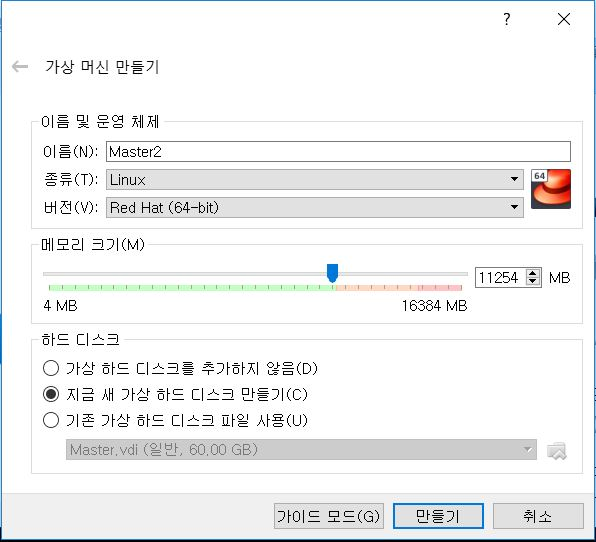 ?
가상 머신 만들기
이름 및 운영 체제
이름(N): Master2
종류(T): Linux
64
버전(V): Red Hat (64-bit)
메모리 크기(M)
11254 MB
4 MB 16384 MB
하드 디스크
가상 하드 디스크를 추가하지 않음(D)
지금 새 가상 하드 디스크 만들기(C)
기존 가상 하드 디스크 파일 사용(U)
Master.vdi (일반, 60.00 GB)
가이드 모드(G) 만들기 취소